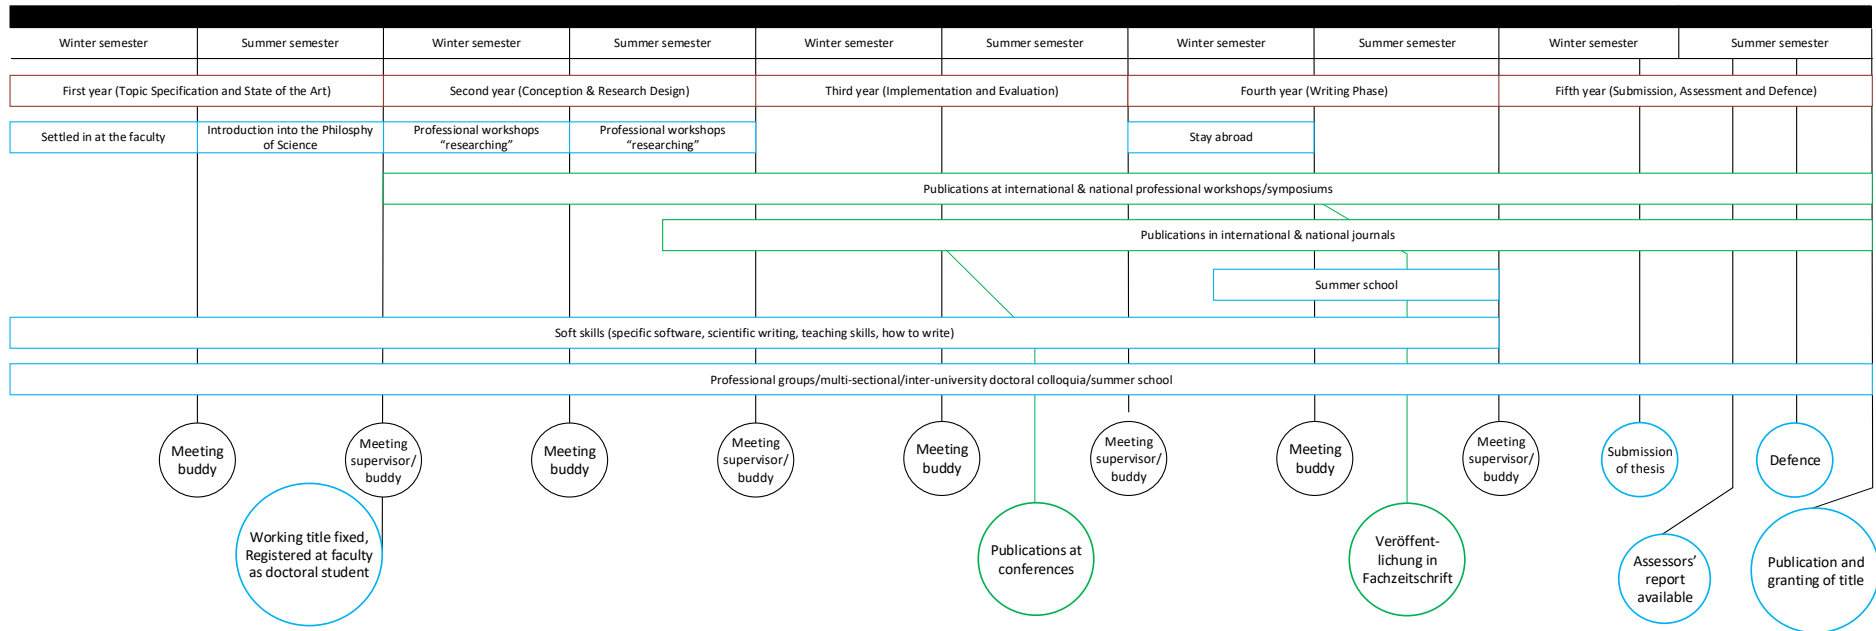 Winter semester
Summer semester
Winter semester
Summer semester
Winter semester
Summer semester
Winter semester
Summer semester
Winter semester
Summer semester
First year (Topic Specification and State of the Art)
Second year (Conception & Research Design)
Third year (Implementation and Evaluation)
Fourth year (Writing Phase)
Fifth year (Submission, Assessment and Defence)
Settled in at the faculty
Introduction into the Philosphy
of Science
Professional workshops
“researching”
Professional workshops
“researching”
Stay abroad
Publications at international & national professional workshops/symposiums
Publications in international & national journals
Summer school
Soft skills (specific software, scientific writing, teaching skills, how to write)
Professional groups/multi-sectional/inter-university doctoral colloquia/summer school
Meeting
buddy
Meeting
supervisor/
buddy
Meeting
buddy
Meeting
supervisor/
buddy
Meeting
buddy
Meeting
supervisor/
buddy
Meeting
buddy
Meeting
supervisor/
buddy
Submission
of thesis
Defence
Working title fixed,
Registered at faculty
as doctoral student
Publications at
conferences
Veröffent-
lichung in
Fachzeitschrift
Assessors’
report
available
Publication and
granting of title